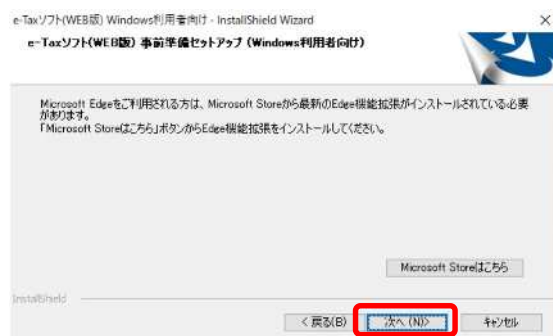 e-Taxソフト(WEB版) Windows利用者向け - InstallShield Wizard
e-Taxソフト(WEB版) 事前準備セットアップ (Windows利用者向け)
Microsoft Edgeをご利用される方は、Microsoft Storeから最新のEdge機能拡張がインストールされている必要
があります。
「Microsoft Storeはこちら」ボタンからEdge機能拡張をインストールしてください。
Microsoft Storeはこちら
InstallShield
< 戻る(B)
次へ (N)>
キャンセル